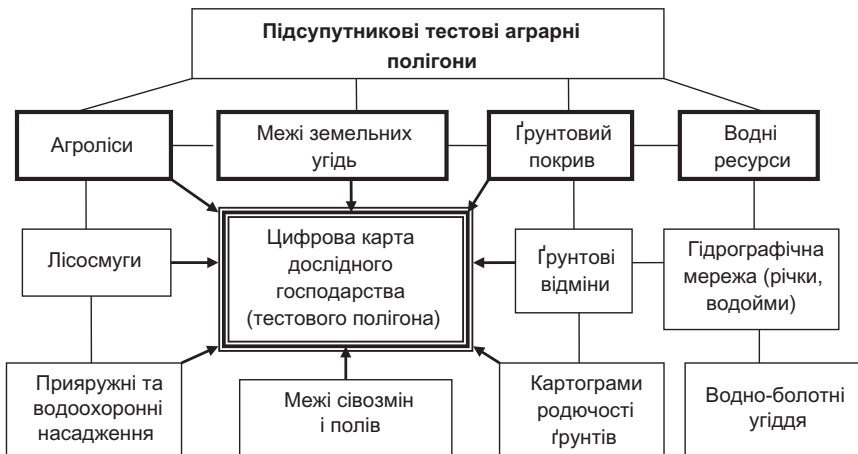 Підсупутникові тестові аграрні
полігони
Агроліси
Межі земельних
угідь
Ґрунтовий
покрив
Водні
ресурси
Лісосмуги
Цифрова карта
дослідного
господарства
(тестового полігона)
Ґрунтові
відміни
Гідрографічна
мережа (річки,
водойми)
Прияружні та
водоохоронні
насадження
Межі сівозмін
і полів
Картограми
родючості
ґрунтів
Водно-болотні
угіддя